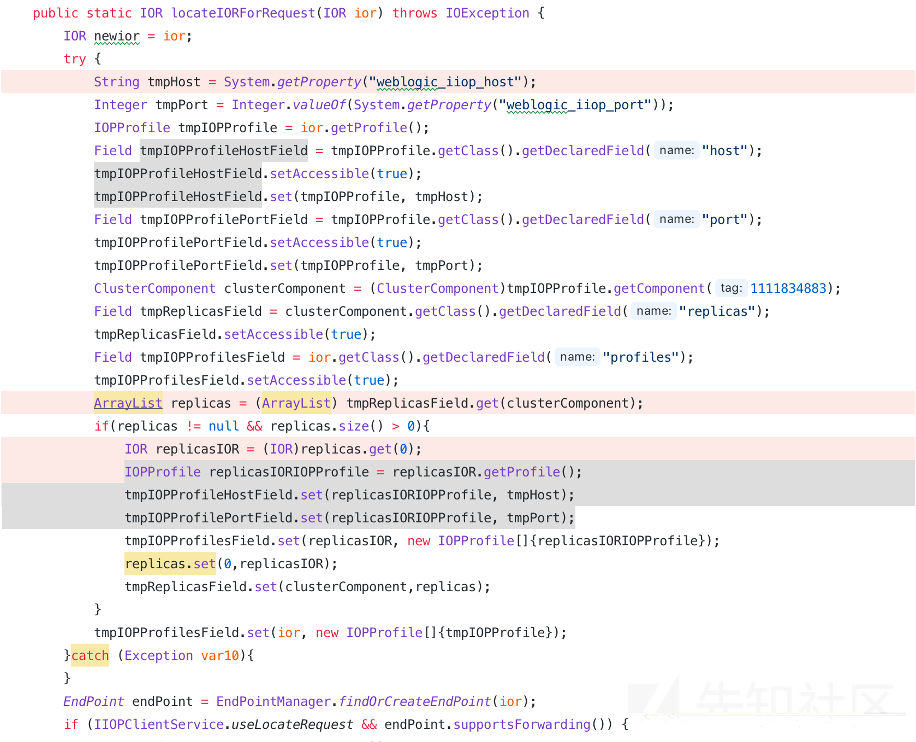 public static IOR locateIORForRequest(IOR ior) throws IOException {
IOR newior = ior;
try {
String tmpHost = System.getProperty("weblogic_iiop_host");
Integer tmpPort = Integer.valueOf(System.getProperty("weblogic_iiop_port"));
IOPProfile tmpIOPProfile = ior.getProfile();
Field tmpIOPProfileHostField = tmpIOPProfile.getClass().getDeclaredField( name: "host");
tmpIOPProfileHostField.setAccessible(true);
tmpIOPProfileHostField.set(tmpIOPProfile, tmpHost);
Field tmpIOPProfilePortField = tmpIOPProfile.getClass().getDeclaredField( name: "port");
tmpIOPProfilePortField.setAccessible(true);
tmpIOPProfilePortField.set(tmpIOPProfile, tmpPort);
ClusterComponent clusterComponent = (ClusterComponent)tmpIOPProfile.getComponent( tag: 1111834883);
Field tmpReplicasField = clusterComponent.getClass().getDeclaredField( name: "replicas");
tmpReplicasField.setAccessible(true);
Field tmpIOPProfilesField = ior.getClass().getDeclaredField( name: "profiles");
tmpIOPProfilesField.setAccessible(true);
ArrayList replicas = (ArrayList) tmpReplicasField.get(clusterComponent);
if(replicas != null && replicas.size() > 0){
IOR replicasIOR = (IOR)replicas.get(0);
IOPProfile replicasIORIOPProfile = replicasIOR.getProfile();
tmpIOPProfileHostField.set(replicasIORIOPProfile, tmpHost);
tmpIOPProfilePortField.set(replicasIORIOPProfile, tmpPort);
tmpIOPProfilesField.set(replicasIOR, new IOPProfile[]{replicasIORIOPProfile});
replicas.set(0,replicasIOR);
tmpReplicasField.set(clusterComponent,replicas);
}
tmpIOPProfilesField.set(ior, new IOPProfile[]{tmpIOPProfile});
}catch (Exception var10){
}
EndPoint endPoint = EndPointManager.findOrCreateEndPoint(ior);
if (IIOPClientService.useLocateRequest && endPoint.supportsForwarding()) {
先知社区